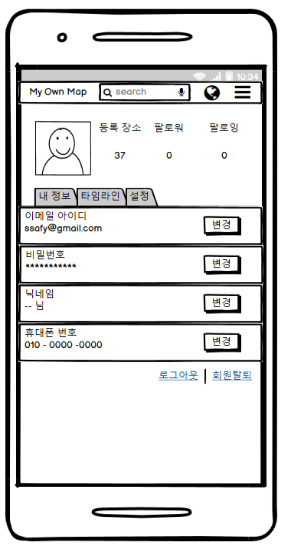 10:34
My Own Map search
등록 장소 팔로워 팔로잉
37 0 0
내 정보 타임라인 설정
이메일 아이디
ssafy@gmail.com 변경
비밀번호
*********** 변경
닉네임
-- 님 변경
휴대폰 번호
010 - 0000 -0000 변경
로그아웃 | 회원탈퇴